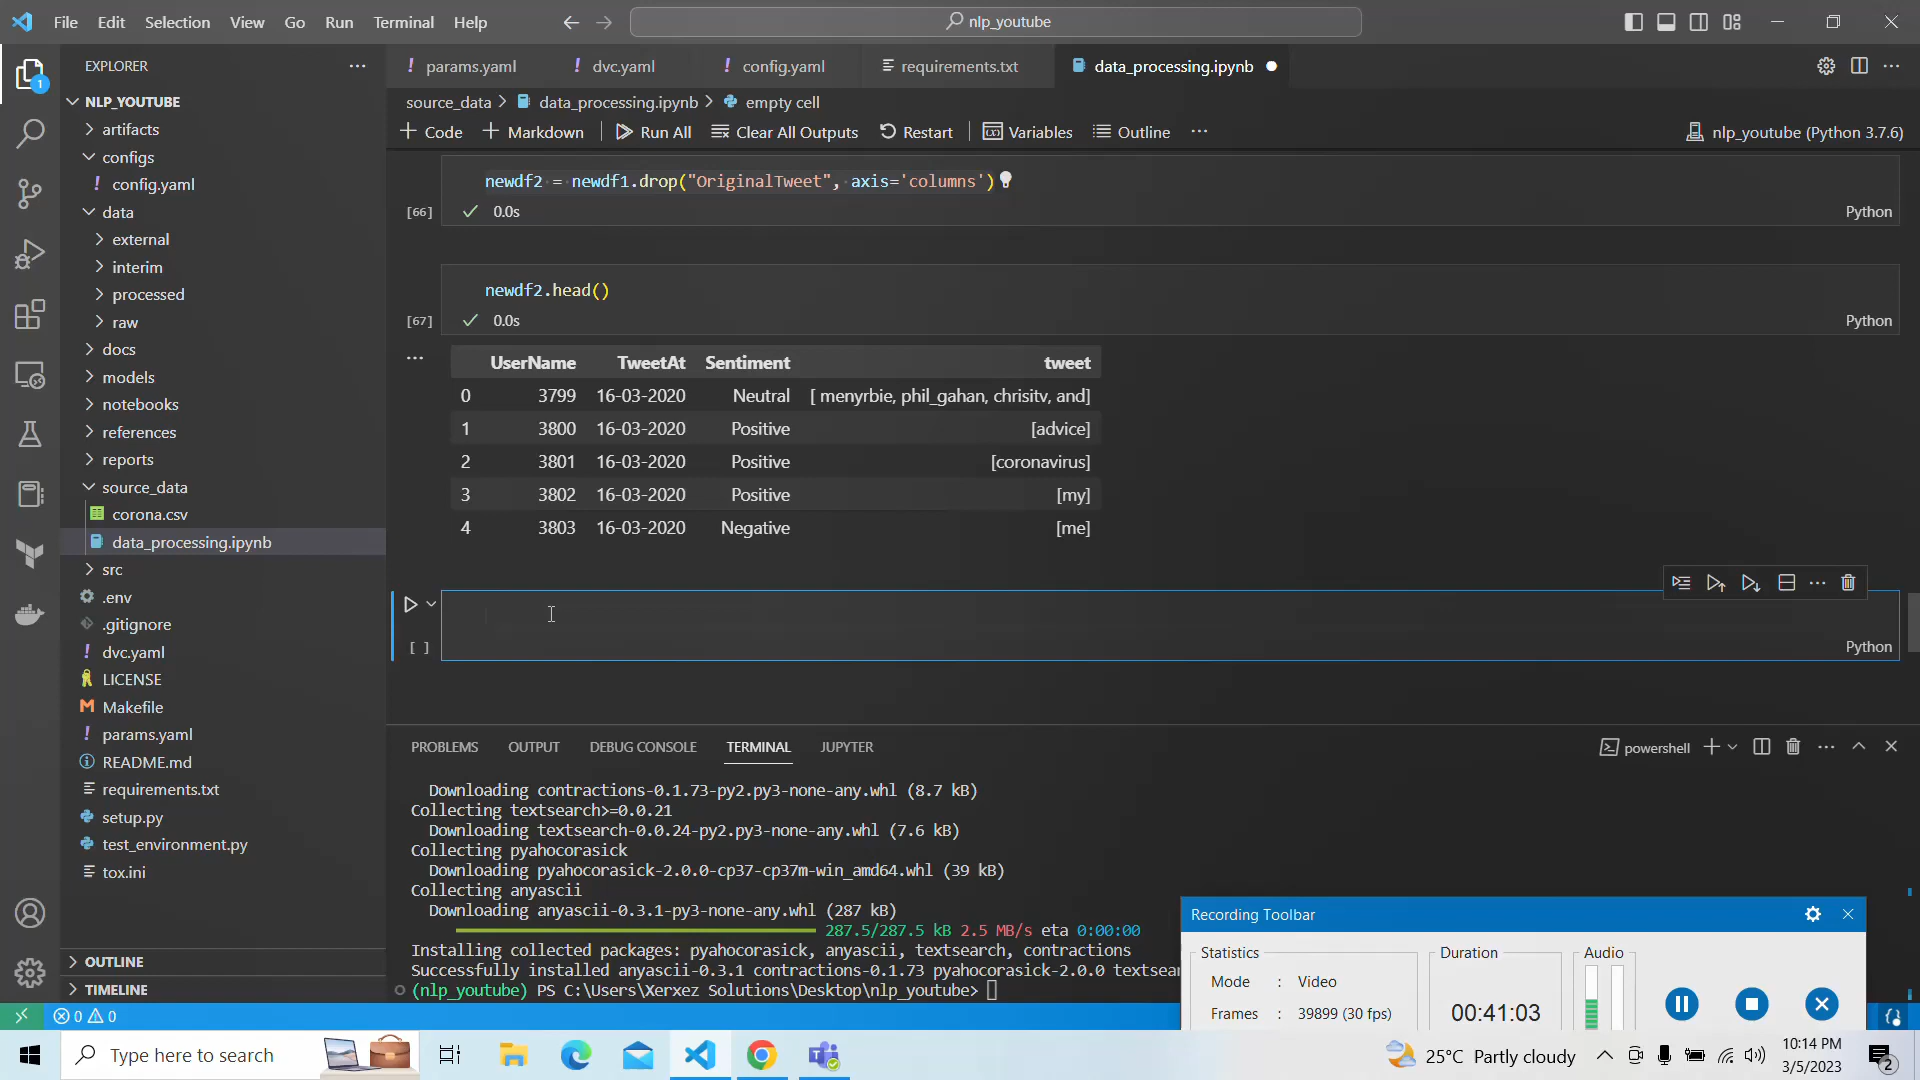 File Edit Selection View Go Run Terminal Help
nlp_youtube
EXPLORER
params.yaml
dvc.yaml
config.yaml
requirements.txt
data_processing.ipynb
NLP_YOUTUBE
source_data > data_processing.ipynb > empty cell
Code Markdown Run All Clear All Outputs Restart Variables Outline ...
nlp_youtube (Python 3.7.6)
artifacts
configs
config.yaml
data
external
interim
processed
raw
docs
models
notebooks
references
reports
source_data
corona.csv
data_processing.ipynb
src
.env
.gitignore
dvc.yaml
LICENSE
Makefile
params.yaml
README.md
requirements.txt
setup.py
test_environment.py
tox.ini
OUTLINE
TIMELINE
newdf2 = newdf1.drop("OriginalTweet", axis='columns')
[66] 0.0s Python
newdf2.head()
[67] 0.0s Python
UserName TweetAt Sentiment tweet
0 3799 16-03-2020 Neutral [ menyrbie, phil_gahan, chrisitv, and]
1 3800 16-03-2020 Positive [advice]
2 3801 16-03-2020 Positive [coronavirus]
3 3802 16-03-2020 Positive [my]
4 3803 16-03-2020 Negative [me]
[ ] Python
PROBLEMS OUTPUT DEBUG CONSOLE TERMINAL JUPYTER
powershell
Downloading contractions-0.1.73-py2.py3-none-any.whl (8.7 kB)
Collecting textsearch>=0.0.21
Downloading textsearch-0.0.24-py2.py3-none-any.whl (7.6 kB)
Collecting pyahocorasick
Downloading pyahocorasick-2.0.0-cp37-cp37m-win_amd64.whl (39 kB)
Collecting anyascii
Downloading anyascii-0.3.1-py3-none-any.whl (287 kB)
287.5/287.5 kB 2.5 MB/s eta 0:00:00
Installing collected packages: pyahocorasick, anyascii, textsearch, contractions
Successfully installed anyascii-0.3.1 contractions-0.1.73 pyahocorasick-2.0.0 textsear
(nlp_youtube) PS C:\Users\Xerxez Solutions\Desktop\nlp_youtube>
Recording Toolbar
Statistics
Mode : Video
Frames : 39899 (30 fps)
Duration
00:41:03
Audio
0 0
Type here to search
25°C Partly cloudy
10:14 PM
3/5/2023
2
1